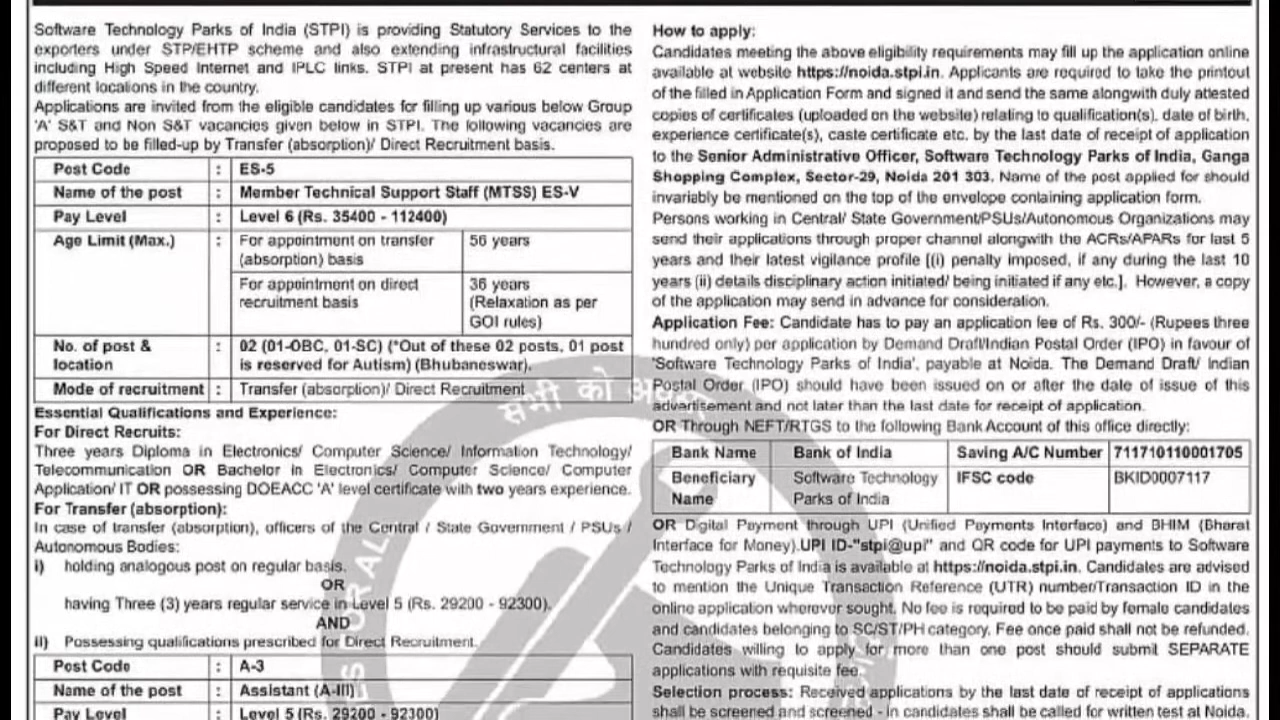 Software Technology Parks of India (STPI) is providing Statutory Services to the
exporters under STP/EHTP scheme and also extending infrastructural facilities
including High Speed Internet and IPLC links. STPI at present has 62 centers at
different locations in the country.
Applications are invited from the eligible candidates for filling up various below Group
'A' S&T and Non S&T vacancies given below in STPI. The following vacancies are
proposed to be filled-up by Transfer (absorption)/ Direct Recruitment basis.
Post Code : ES-5
Name of the post : Member Technical Support Staff (MTSS) ES-V
Pay Level : Level 6 (Rs. 35400 - 112400)
Age Limit (Max.) : For appointment on transfer 56 years
(absorption) basis
For appointment on direct 36 years
recruitment basis (Relaxation as per
GOI rules)
No. of post & : 02 (01-OBC, 01-SC) (*Out of these 02 posts, 01 post
location is reserved for Autism) (Bhubaneswar).
Mode of recruitment : Transfer (absorption)/ Direct Recruitment
Essential Qualifications and Experience:
For Direct Recruits:
Three years Diploma in Electronics/ Computer Science/ Information Technology/
Telecommunication OR Bachelor in Electronics/ Computer Science/ Computer
Application/ IT OR possessing DOEACC 'A' level certificate with two years experience.
For Transfer (absorption):
In case of transfer (absorption), officers of the Central / State Government / PSUs /
Autonomous Bodies:
i) holding analogous post on regular basis.
OR
having Three (3) years regular service in Level 5 (Rs. 29200 - 92300).
AND
ii) Possessing qualifications prescribed for Direct Recruitment.
Post Code : A-3
Name of the post : Assistant (A-III)
Pay Level : Level 5 (Rs. 29200 - 92300)
How to apply:
Candidates meeting the above eligibility requirements may fill up the application online
available at website https://noida.stpi.in. Applicants are required to take the printout
of the filled in Application Form and signed it and send the same alongwith duly attested
copies of certificates (uploaded on the website) relating to qualification(s), date of birth,
experience certificate(s), caste certificate etc. by the last date of receipt of application
to the Senior Administrative Officer, Software Technology Parks of India, Ganga
Shopping Complex, Sector-29, Noida 201 303. Name of the post applied for should
invariably be mentioned on the top of the envelope containing application form.
Persons working in Central/ State Government/PSUs/Autonomous Organizations may
send their applications through proper channel alongwith the ACRs/APARs for last 5
years and their latest vigilance profile [(i) penalty imposed, if any during the last 10
years (ii) details disciplinary action initiated/ being initiated if any etc.]. However, a copy
of the application may send in advance for consideration.
Application Fee: Candidate has to pay an application fee of Rs. 300/- (Rupees three
hundred only) per application by Demand Draft/Indian Postal Order (IPO) in favour of
'Software Technology Parks of India', payable at Noida. The Demand Draft/ Indian
Postal Order (IPO) should have been issued on or after the date of issue of this
advertisement and not later than the last date for receipt of application.
OR Through NEFT/RTGS to the following Bank Account of this office directly:
Bank Name Bank of India Saving A/C Number 711710110001705
Beneficiary Software Technology IFSC code BKID0007117
Name Parks of India
OR Digital Payment through UPI (Unified Payments Interface) and BHIM (Bharat
Interface for Money).UPI ID-"stpi@upi" and QR code for UPI payments to Software
Technology Parks of India is available at https://noida.stpi.in. Candidates are advised
to mention the Unique Transaction Reference (UTR) number/Transaction ID in the
online application wherever sought. No fee is required to be paid by female candidates
and candidates belonging to SC/ST/PH category. Fee once paid shall not be refunded.
Candidates willing to apply for more than one post should submit SEPARATE
applications with requisite fee.
Selection process: Received applications by the last date of receipt of applications
shall be screened and screened - in candidates shall be called for written test at Noida.
सभी को